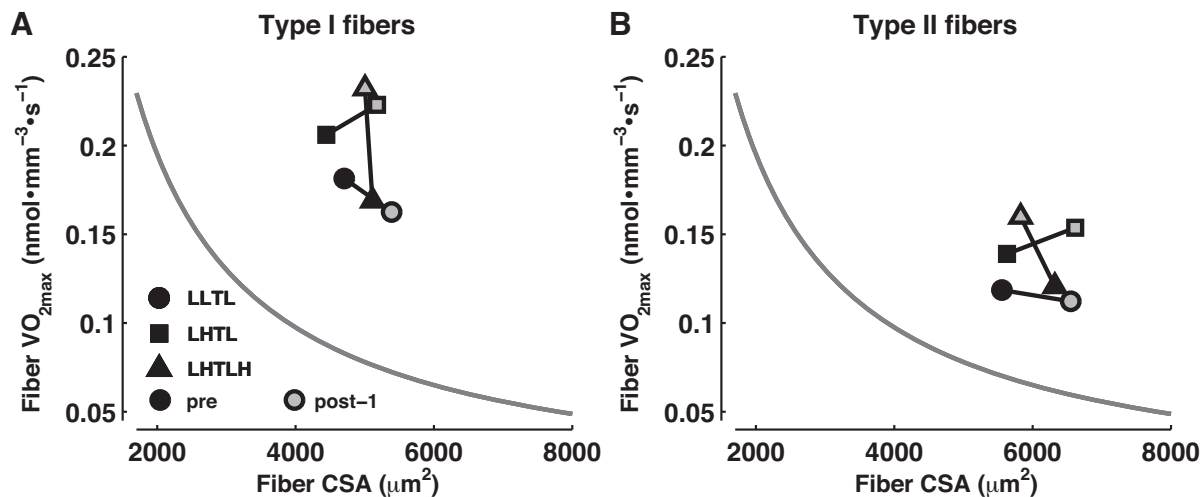 A
Type I fibers
Fiber VO2max (nmol•mm−3•s−1)
0.25
0.2
0.15
0.1
0.05
LLTL
LHTL
LHTLH
pre
post−1
2000
4000
6000
8000
Fiber CSA (μm2)
B
Type II fibers
Fiber VO2max (nmol•mm−3•s−1)
0.25
0.2
0.15
0.1
0.05
2000
4000
6000
8000
Fiber CSA (μm2)